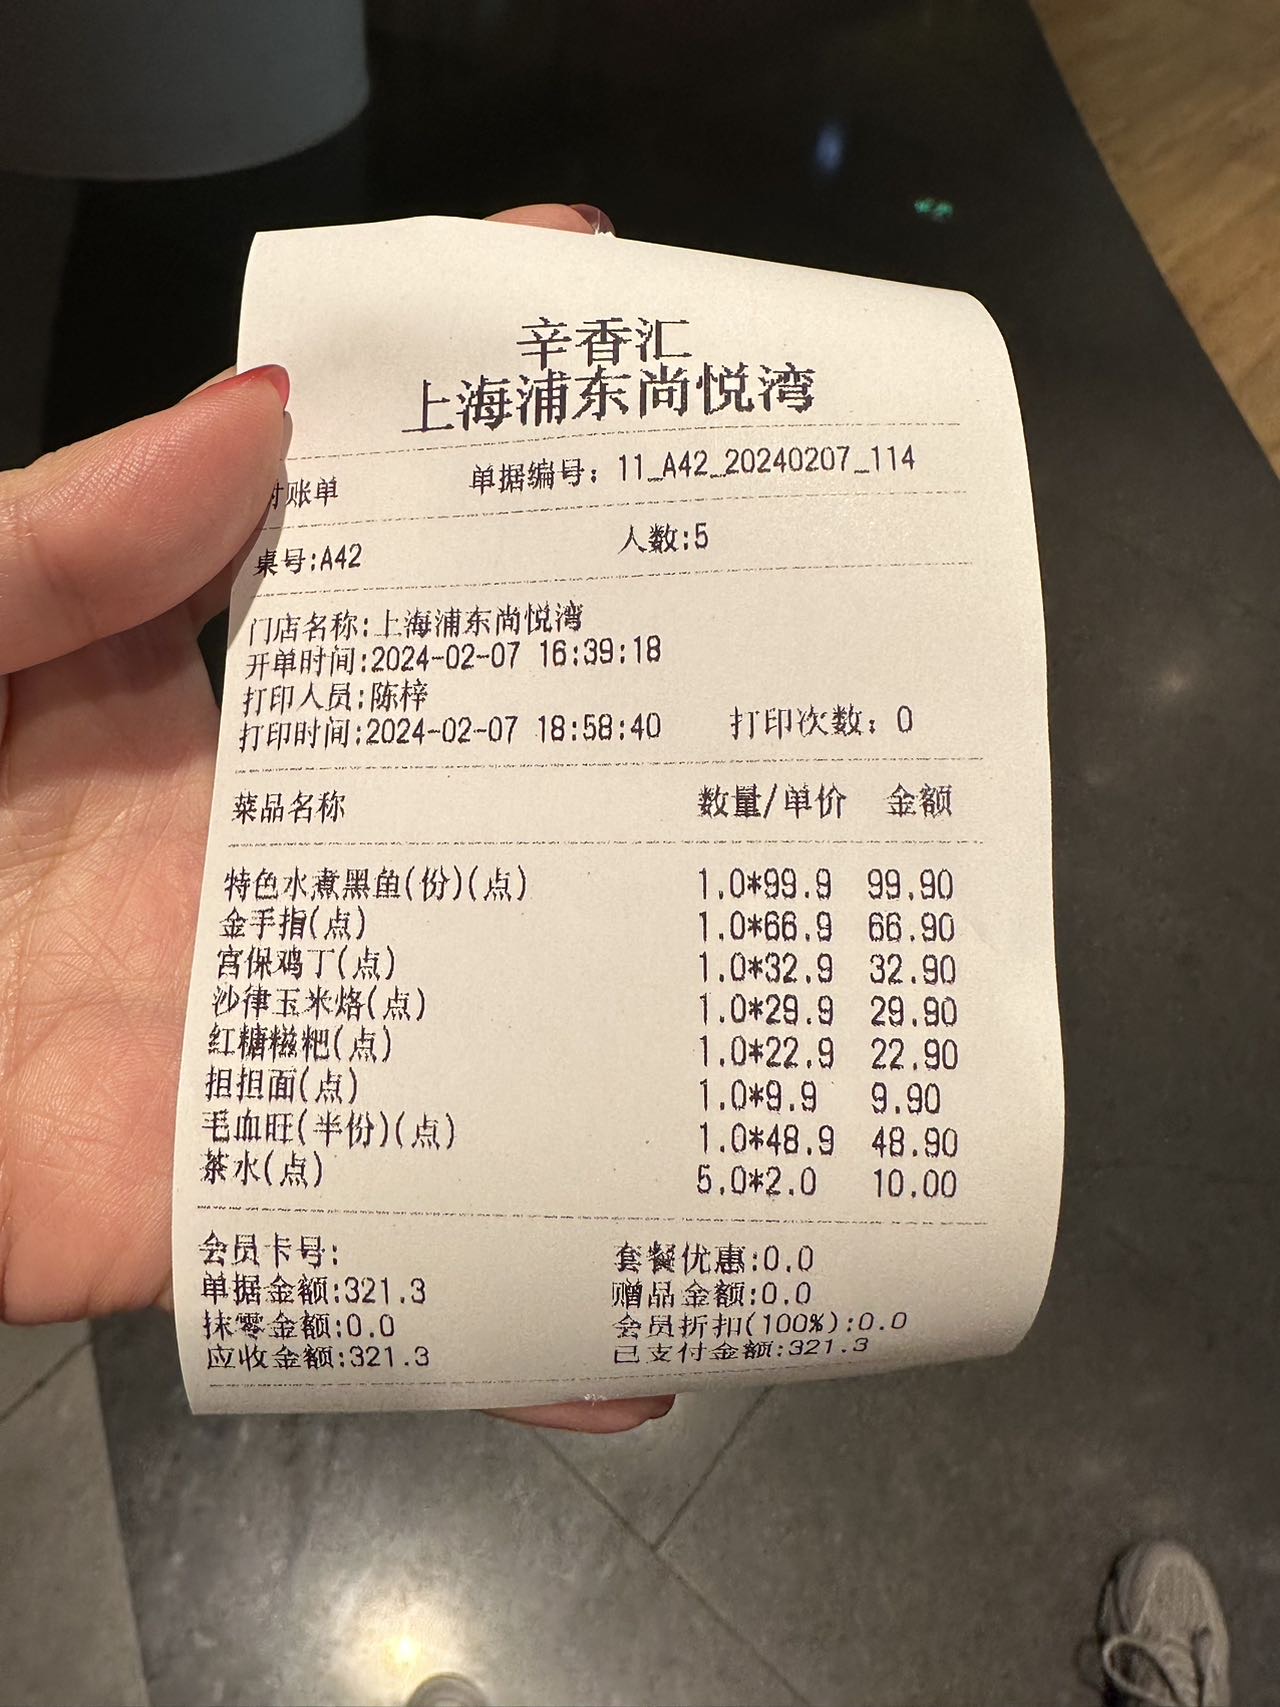 辛香汇
上海浦东尚悦湾
账单 单据编号：11_A42_20240207_114
桌号:A42 人数:5
门店名称:上海浦东尚悦湾
开单时间:2024-02-07 16:39:18
打印人员:陈梓
打印时间:2024-02-07 18:58:40 打印次数：0
菜品名称 数量/单价 金额
特色水煮黑鱼(份)(点) 1.0*99.9 99.90
金手指(点) 1.0*66.9 66.90
宫保鸡丁(点) 1.0*32.9 32.90
沙律玉米烙(点) 1.0*29.9 29.90
红糖糍粑(点) 1.0*22.9 22.90
担担面(点) 1.0*9.9 9.90
毛血旺(半份)(点) 1.0*48.9 48.90
茶水(点) 5.0*2.0 10.00
会员卡号: 套餐优惠:0.0
单据金额:321.3 赠品金额:0.0
抹零金额:0.0 会员折扣(100%):0.0
应收金额:321.3 已支付金额:321.3